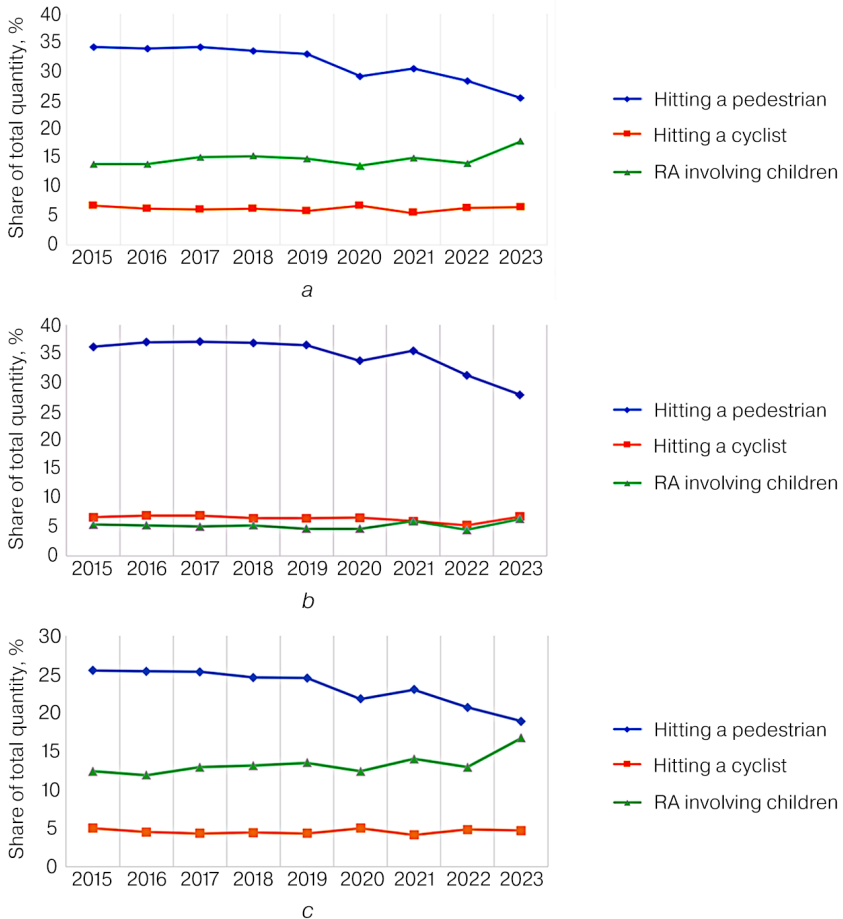 Share of total quantity, %
40
35
30
25
20
15
10
5
0
2015 2016 2017 2018 2019 2020 2021 2022 2023
a
Hitting a pedestrian
Hitting a cyclist
RA involving children
Share of total quantity, %
40
35
30
25
20
15
10
5
0
2015 2016 2017 2018 2019 2020 2021 2022 2023
b
Hitting a pedestrian
Hitting a cyclist
RA involving children
Share of total quantity, %
30
25
20
15
10
5
0
2015 2016 2017 2018 2019 2020 2021 2022 2023
c
Hitting a pedestrian
Hitting a cyclist
RA involving children